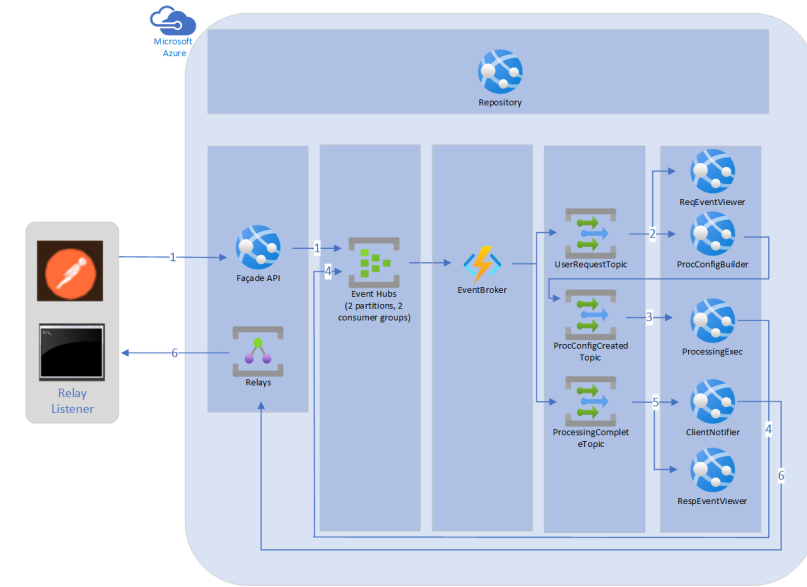 Microsoft
Azure
Repository
ReqEventViewer
1
Façade API
1
4
Event Hubs
(2 partitions, 2
consumer groups)
EventBroker
UserRequestTopic
2
ProcConfigBuilder
ProcConfigCreated
Topic
3
ProcessingExec
6
Relays
ProcessingComplet
eTopic
5
ClientNotifier
4
6
RespEventViewer
Relay
Listener